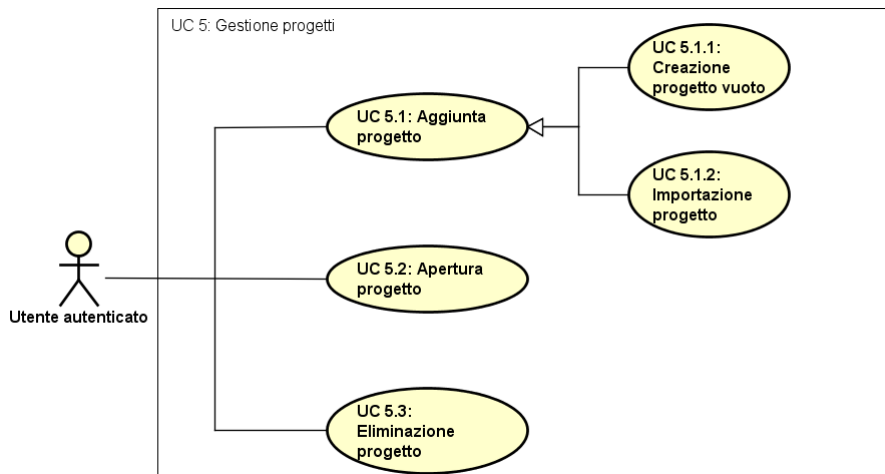 UC 5: Gestione progetti
UC 5.1.1:
Creazione
progetto vuoto
UC 5.1: Aggiunta
progetto
UC 5.1.2:
Importazione
progetto
UC 5.2: Apertura
progetto
Utente autenticato
UC 5.3:
Eliminazione
progetto